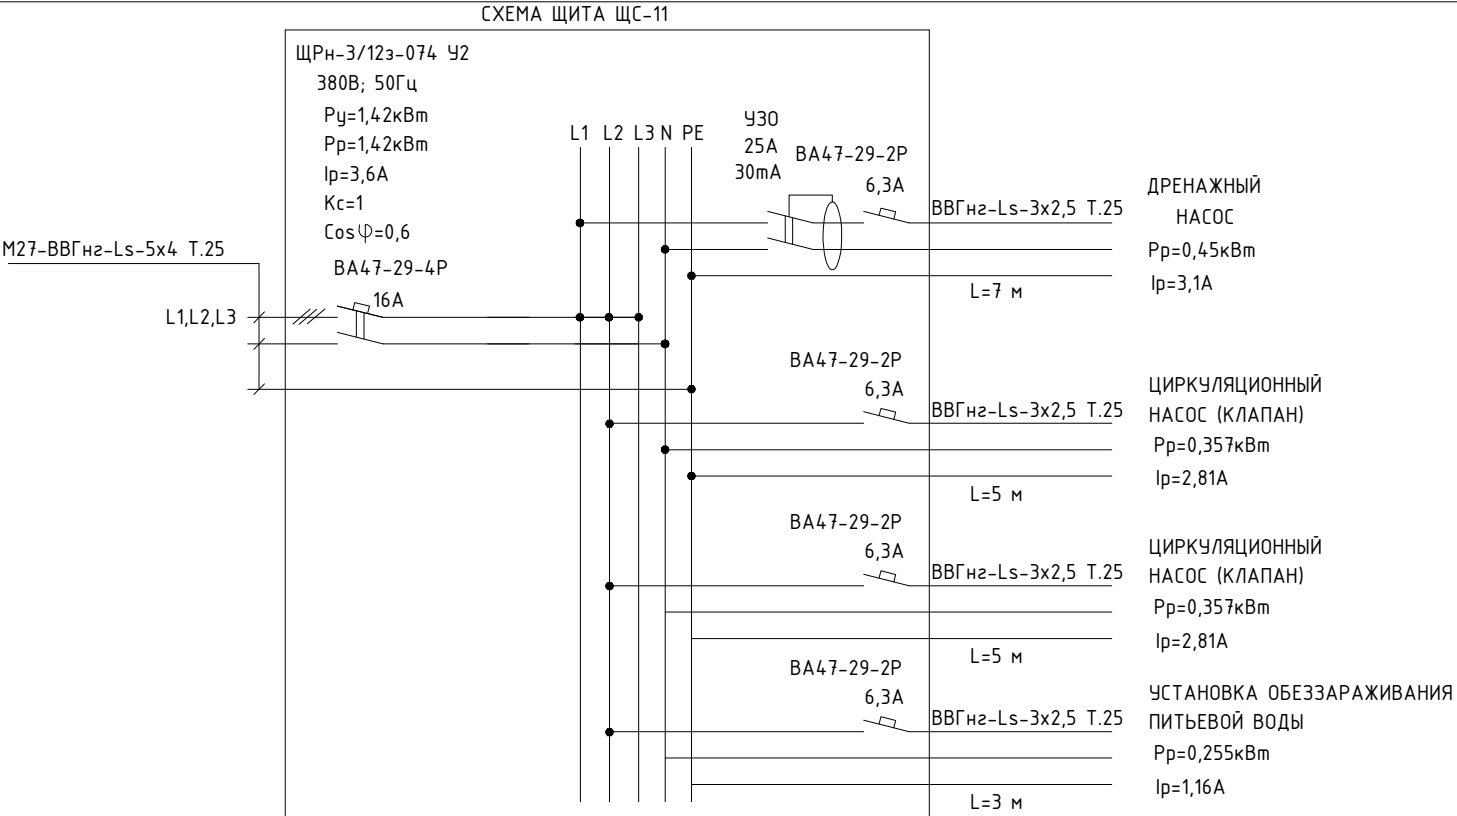 СХЕМА ЩИТА ЩС-11
ЩРн-3/12з-074 У2
380В; 50Гц
Ру=1,42кВт
Рр=1,42кВт
Iр=3,6А
Кс=1
Cosφ=0,6
ВА47-29-4Р
16А
М27-ВВГнг-Ls-5х4 Т.25
L1,L2,L3
L1 L2 L3 N PE
УЗО
25А
30mA
ВА47-29-2Р
6,3А
ВВГнг-Ls-3х2,5 Т.25
L=7 м
ДРЕНАЖНЫЙ
НАСОС
Рр=0,45кВт
Iр=3,1А
ВА47-29-2Р
6,3А
ВВГнг-Ls-3х2,5 Т.25
L=5 м
ЦИРКУЛЯЦИОННЫЙ
НАСОС (КЛАПАН)
Рр=0,357кВт
Iр=2,81А
ВА47-29-2Р
6,3А
ВВГнг-Ls-3х2,5 Т.25
L=5 м
ЦИРКУЛЯЦИОННЫЙ
НАСОС (КЛАПАН)
Рр=0,357кВт
Iр=2,81А
ВА47-29-2Р
6,3А
ВВГнг-Ls-3х2,5 Т.25
L=3 м
УСТАНОВКА ОБЕЗЗАРАЖИВАНИЯ
ПИТЬЕВОЙ ВОДЫ
Рр=0,255кВт
Iр=1,16А